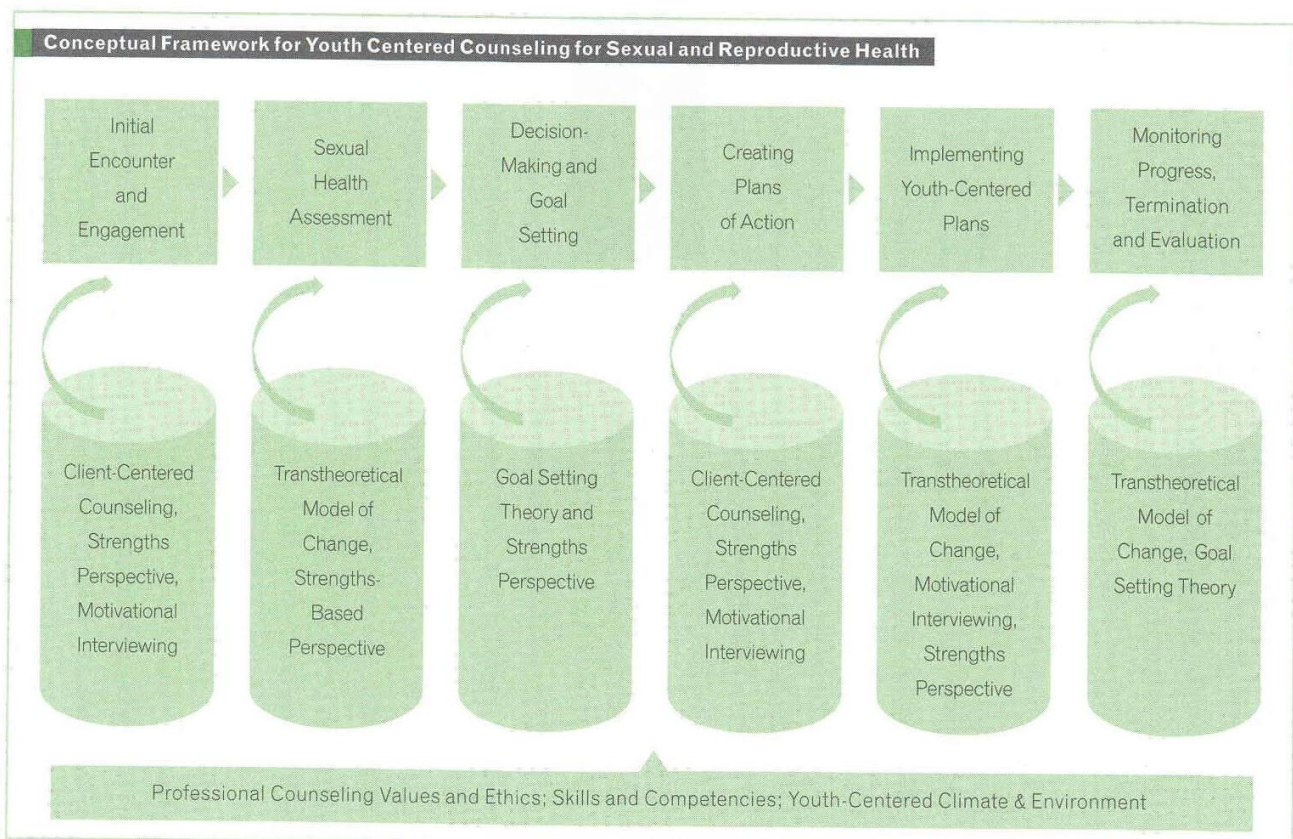 Conceptual Framework for Youth Centered Counseling for Sexual and Reproductive Health
Initial
Encounter
and
Engagement
Sexual
Health
Assessment
Decision-
Making and
Goal
Setting
Creating
Plans
of Action
Implementing
Youth-Centered
Plans
Monitoring
Progress,
Termination
and Evaluation
Client-Centered
Counseling,
Strengths
Perspective,
Motivational
Interviewing
Transtheoretical
Model of
Change,
Strengths-
Based
Perspective
Goal Setting
Theory and
Strengths
Perspective
Client-Centered
Counseling,
Strengths
Perspective,
Motivational
Interviewing
Transtheoretical
Model of
Change,
Motivational
Interviewing,
Strengths
Perspective
Transtheoretical
Model of
Change, Goal
Setting Theory
Professional Counseling Values and Ethics; Skills and Competencies; Youth-Centered Climate & Environment